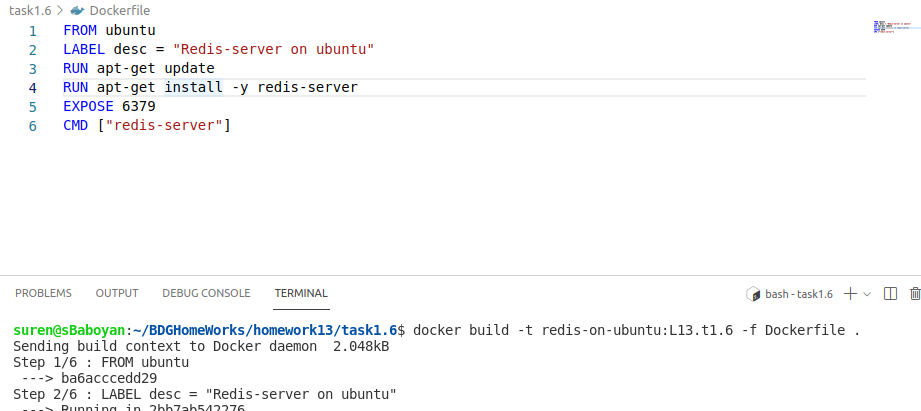 task1.6 > Dockerfile
1 FROM ubuntu
2 LABEL desc = "Redis-server on ubuntu"
3 RUN apt-get update
4 RUN apt-get install -y redis-server
5 EXPOSE 6379
6 CMD ["redis-server"]
PROBLEMS OUTPUT DEBUG CONSOLE TERMINAL bash - task1.6
suren@sBaboyan:~/BDGHomeWorks/homework13/task1.6$ docker build -t redis-on-ubuntu:L13.t1.6 -f Dockerfile .
Sending build context to Docker daemon  2.048kB
Step 1/6 : FROM ubuntu
 ---> ba6acccedd29
Step 2/6 : LABEL desc = "Redis-server on ubuntu"
 ---> Running in 2bb7ab542276